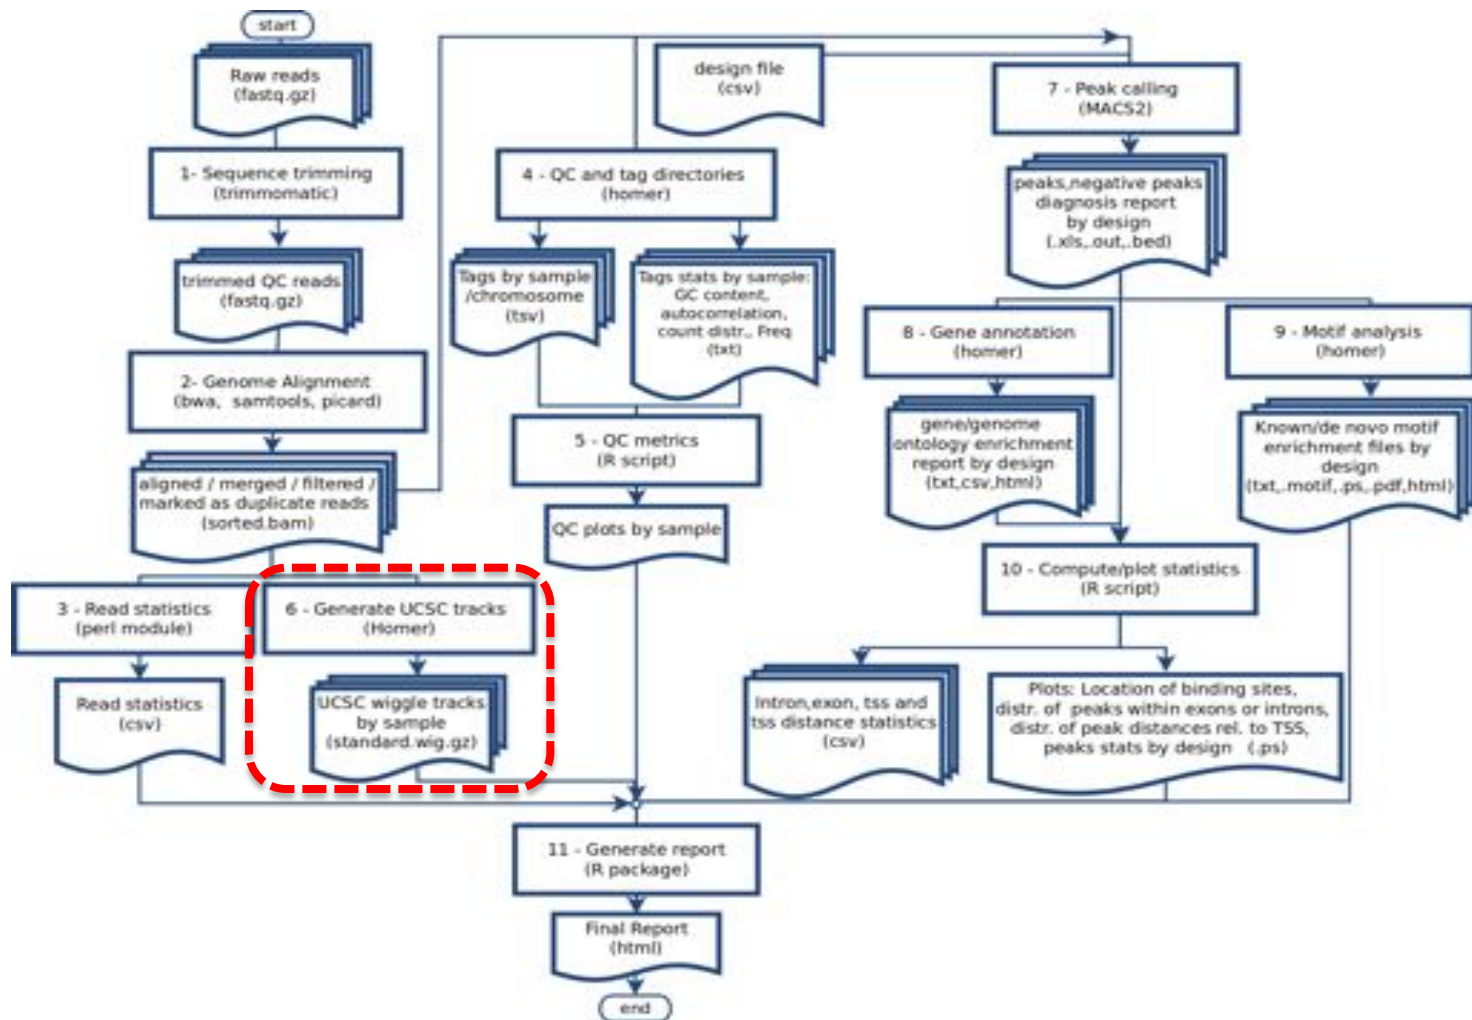 start
Raw reads
(fastq.gz)
1- Sequence trimming
(trimmomatic)
trimmed QC reads
(fastq.gz)
2- Genome Alignment
(bwa, samtools, picard)
aligned / merged / filtered /
marked as duplicate reads
(sorted.bam)
3 - Read statistics
(perl module)
Read statistics
(csv)
6 - Generate UCSC tracks
(Homer)
UCSC wiggle tracks
by sample
(standard.wig.gz)
design file
(csv)
4 - QC and tag directories
(homer)
Tags by sample
/chromosome
(tsv)
Tags stats by sample:
GC content,
autocorrelation,
count distr., Freq
(txt)
5 - QC metrics
(R script)
QC plots by sample
7 - Peak calling
(MACS2)
peaks,negative peaks
diagnosis report
by design
(.xls,.out,.bed)
8 - Gene annotation
(homer)
gene/genome
ontology enrichment
report by design
(txt,csv,html)
9 - Motif analysis
(homer)
Known/de novo motif
enrichment files by
design
(txt,.motif,.ps,.pdf,html)
10 - Compute/plot statistics
(R script)
Intron,exon, tss and
tss distance statistics
(csv)
Plots: Location of binding sites,
distr. of peaks within exons or introns,
distr. of peak distances rel. to TSS,
peaks stats by design (.ps)
11 - Generate report
(R package)
Final Report
(html)
end